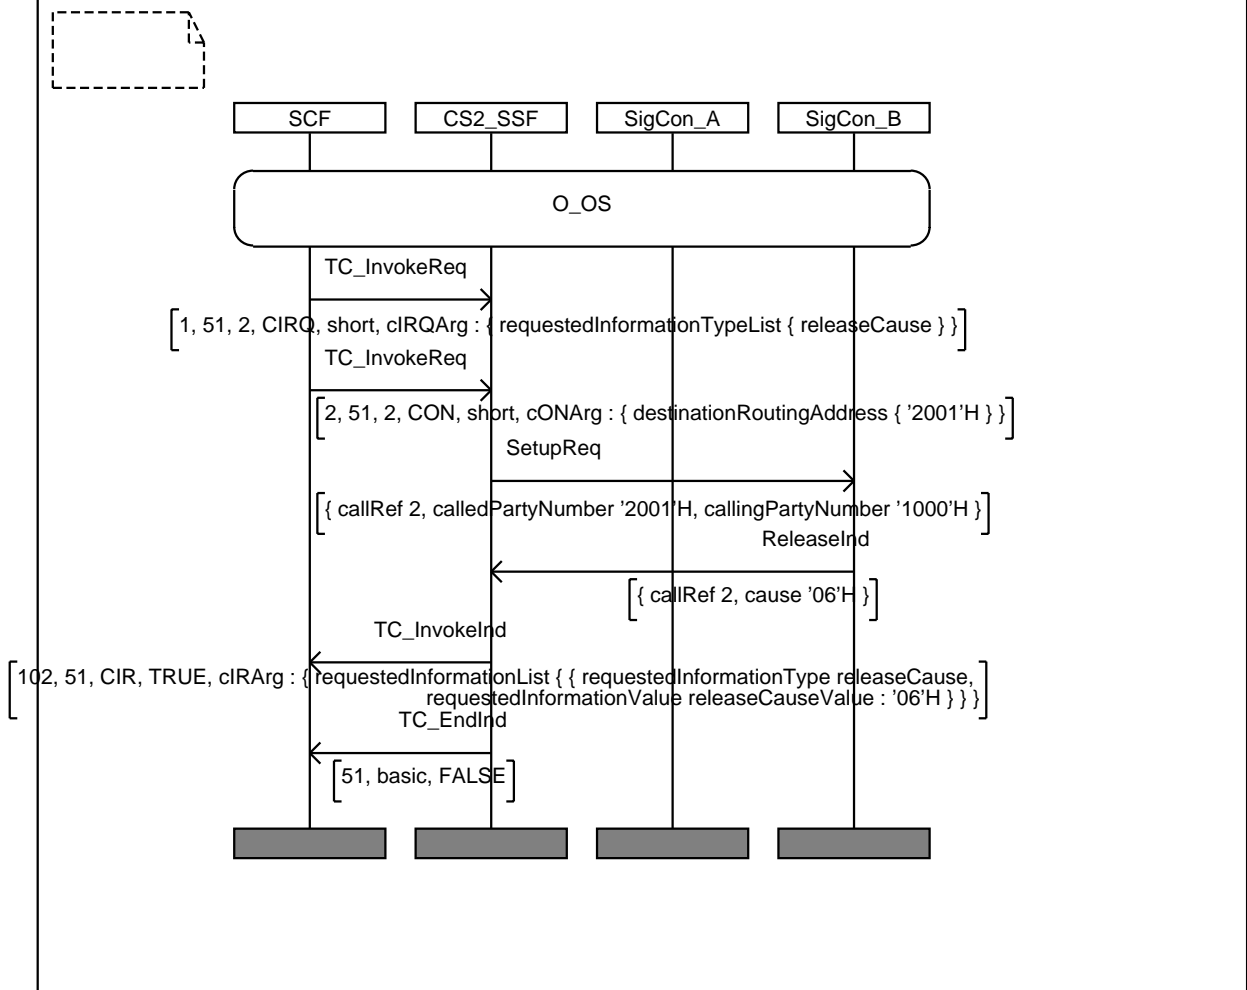 SCF CS2_SSF SigCon_A SigCon_B
O_OS
TC_InvokeReq
1, 51, 2, CIRQ, short, cIRQArg : { requestedInformationTypeList { releaseCause } }
TC_InvokeReq
2, 51, 2, CON, short, cONArg : { destinationRoutingAddress { '2001'H } }
SetupReq
{ callRef 2, calledPartyNumber '2001'H, callingPartyNumber '1000'H }
ReleaseInd
{ callRef 2, cause '06'H }
TC_InvokeInd
102, 51, CIR, TRUE, cIRArg : { requestedInformationList { { requestedInformationType releaseCause,
requestedInformationValue releaseCauseValue : '06'H } } }
TC_EndInd
51, basic, FALSE